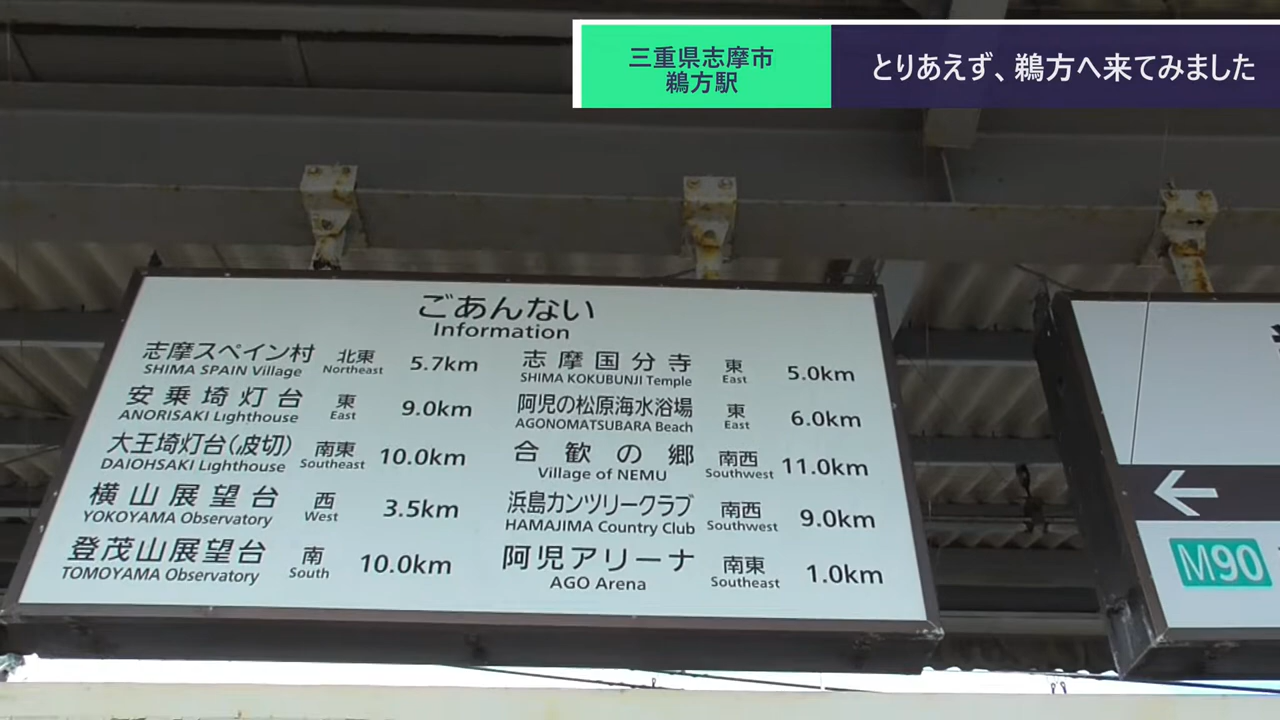 三重県志摩市
鵜方駅
とりあえず、鵜方へ来てみました
ごあんない
Information
志摩スペイン村 北東 5.7km
SHIMA SPAIN Village Northeast
安乗埼灯台 東 9.0km
ANORISAKI Lighthouse East
大王埼灯台(波切) 南東 10.0km
DAIOHSAKI Lighthouse Southeast
横山展望台 西 3.5km
YOKOYAMA Observatory West
登茂山展望台 南 10.0km
TOMOYAMA Observatory South
志摩国分寺 東 5.0km
SHIMA KOKUBUNJI Temple East
阿児の松原海水浴場 東 6.0km
AGONOMATSUBARA Beach East
合歓の郷 南西 11.0km
Village of NEMU Southwest
浜島カンツリークラブ 南西 9.0km
HAMAJIMA Country Club Southwest
阿児アリーナ 南東 1.0km
AGO Arena Southeast
←
M90